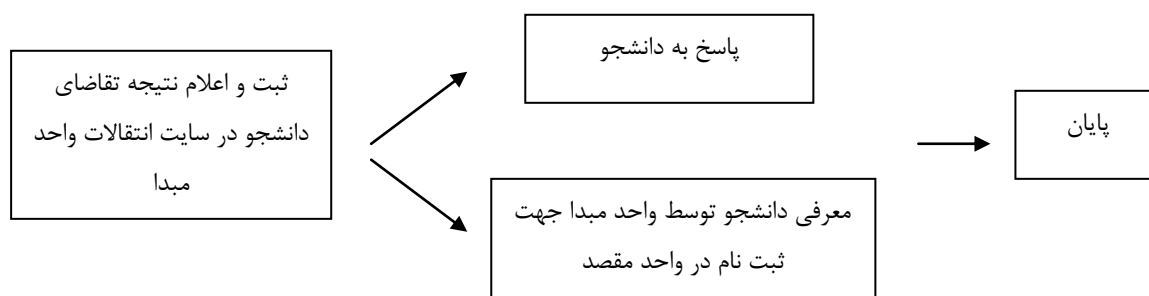 ثبت و اعلام نتیجه تقاضای
دانشجو در سایت انتقالات واحد
مبدا
پاسخ به دانشجو
معرفی دانشجو توسط واحد مبدا جهت
ثبت نام در واحد مقصد
پایان